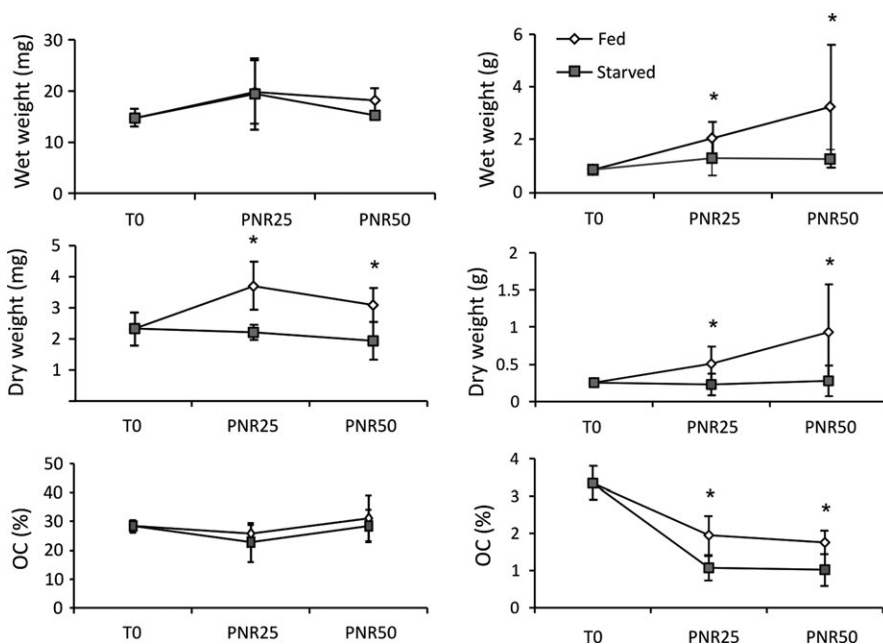 Wet weight (mg)
30
20
10
0
T0
PNR25
PNR50
Wet weight (g)
6
4
2
0
*
*
Fed
Starved
T0
PNR25
PNR50
Dry weight (mg)
5
4
3
2
1
*
*
T0
PNR25
PNR50
Dry weight (g)
2
1.5
1
0.5
0
*
*
T0
PNR25
PNR50
OC (%)
50
40
30
20
10
0
T0
PNR25
PNR50
OC (%)
4
3
2
1
0
*
*
T0
PNR25
PNR50